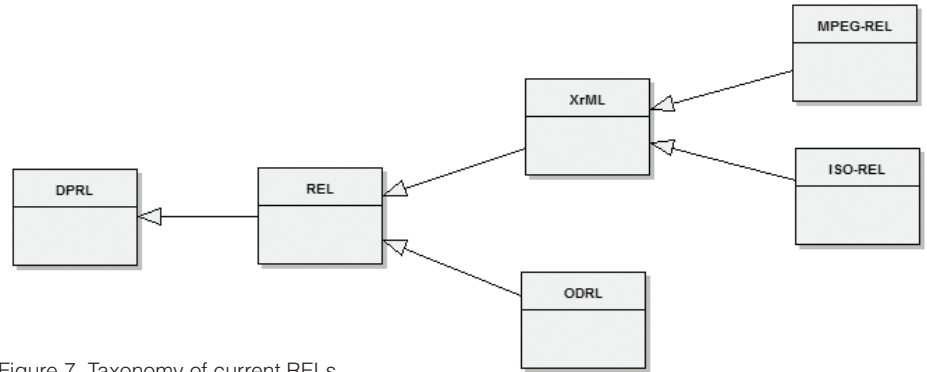 MPEG-REL
XrML
ISO-REL
DPRL
REL
ODRL
Figure 7. Taxonomy of current RELs